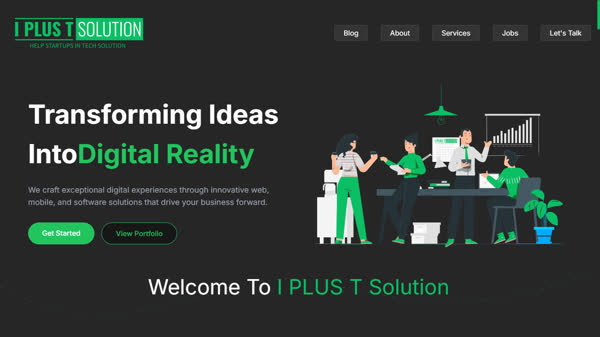 I PLUS T SOLUTION
HELP STARTUPS IN TECH SOLUTION
Blog
About
Services
Jobs
Let's Talk
Transforming Ideas
IntoDigital Reality
We craft exceptional digital experiences through innovative web,
mobile, and software solutions that drive your business forward.
Get Started
View Portfolio
Welcome To I PLUS T Solution